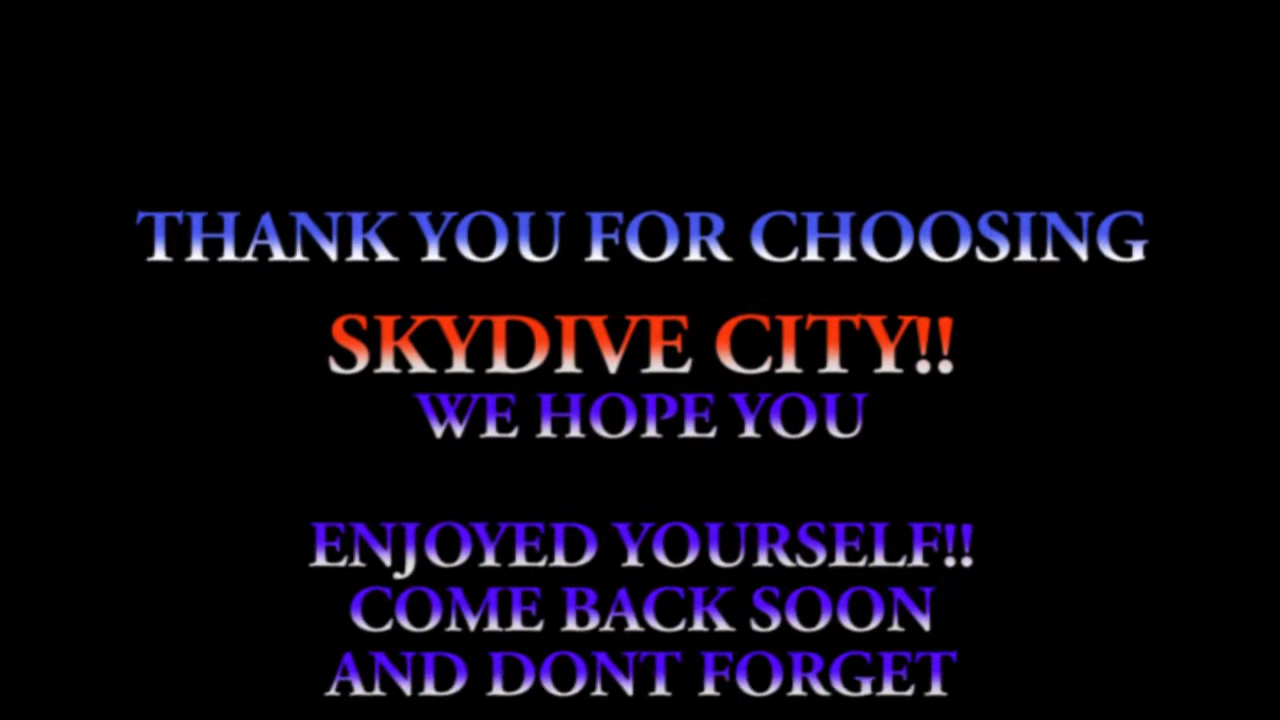 THANK YOU FOR CHOOSING
SKYDIVE CITY!!
WE HOPE YOU
ENJOYED YOURSELF!!
COME BACK SOON
AND DONT FORGET